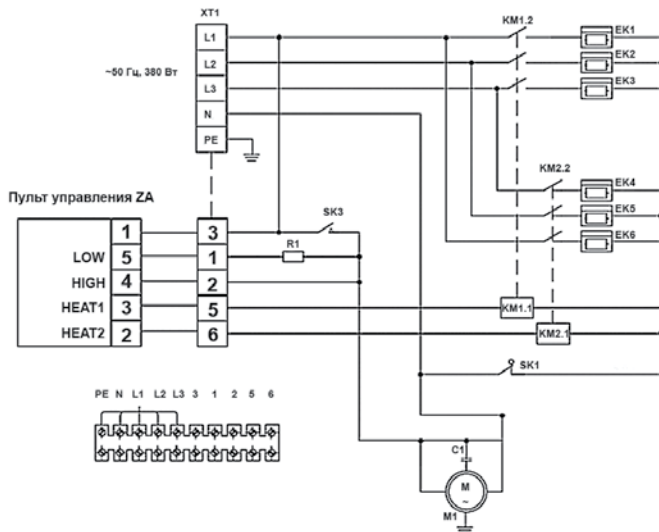 XT1
KM1.2
L1
EK1
L2
EK2
~50 Гц, 380 Вт
L3
EK3
N
PE
KM2.2
EK4
Пульт управления ZA
SK3
EK5
1
3
EK6
R1
LOW
5
1
HIGH
4
2
HEAT1
3
5
KM1.1
HEAT2
2
6
KM2.1
SK1
PE N L1 L2 L3 3 1 2 5 6
C1
M
~
M1